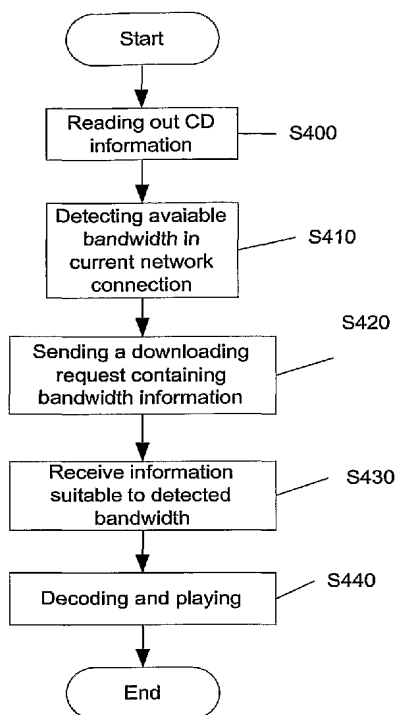 Start
Reading out CD
information
S400
Detecting avaiable
bandwidth in
current network
connection
S410
Sending a downloading
request containing
bandwidth information
S420
Receive information
suitable to detected
bandwidth
S430
Decoding and playing
S440
End